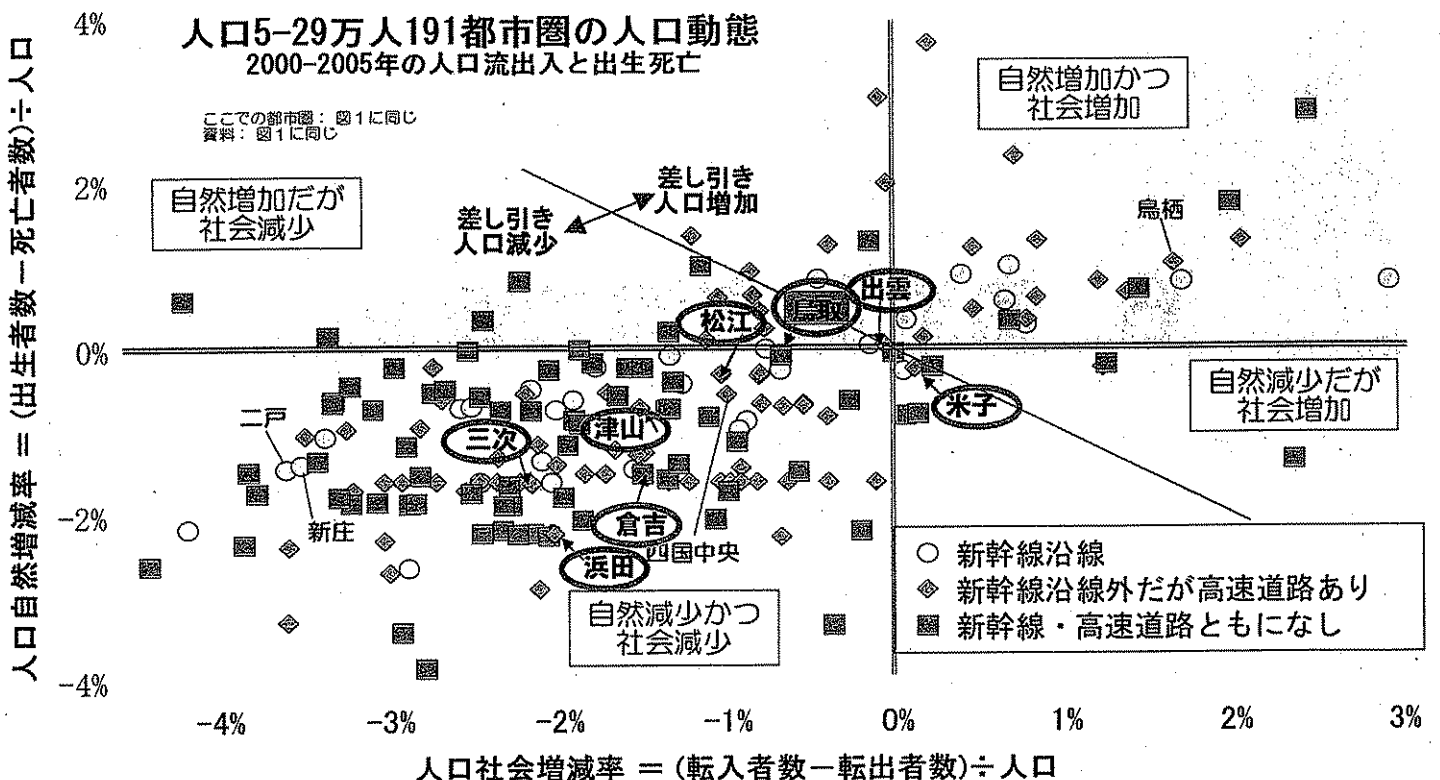 人口5-29万人191都市圏の人口動態
2000-2005年の人口流出入と出生死亡
ここでの都市圏： 図１に同じ
資料： 図１に同じ
人口自然増減率 ＝ (出生者数－死亡者数)÷人口
4%
2%
0%
-2%
-4%
自然増加だが
社会減少
差し引き
人口減少
差し引き
人口増加
自然増加かつ
社会増加
鳥栖
出雲
鳥取
松江
米子
自然減少だが
社会増加
二戸
新庄
三次
津山
倉吉
浜田
四国中央
自然減少かつ
社会減少
新幹線沿線
新幹線沿線外だが高速道路あり
新幹線・高速道路ともになし
-4%
-3%
-2%
-1%
0%
1%
2%
3%
人口社会増減率 ＝ (転入者数－転出者数)÷人口